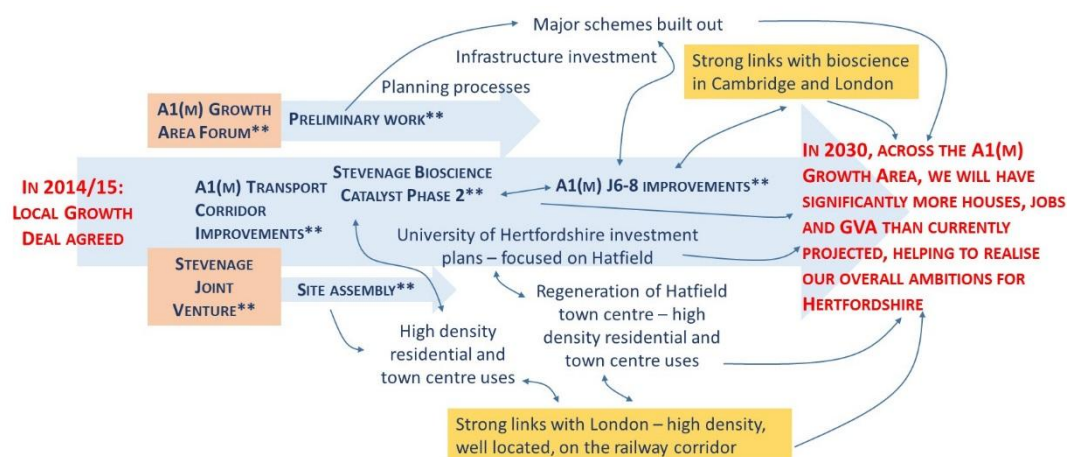 Major schemes built out
Infrastructure investment
Planning processes
Strong links with bioscience
in Cambridge and London
A1(M) GROWTH
AREA FORUM**
PRELIMINARY WORK**
IN 2014/15:
LOCAL GROWTH
DEAL AGREED
A1(M) TRANSPORT
CORRIDOR
IMPROVEMENTS**
STEVENAGE BIOSCIENCE
CATALYST PHASE 2**
A1(M) J6-8 IMPROVEMENTS**
University of Hertfordshire investment
plans – focused on Hatfield
IN 2030, ACROSS THE A1(M)
GROWTH AREA, WE WILL HAVE
SIGNIFICANTLY MORE HOUSES, JOBS
AND GVA THAN CURRENTLY
PROJECTED, HELPING TO REALISE
OUR OVERALL AMBITIONS FOR
HERTFORDSHIRE
STEVENAGE
JOINT
VENTURE**
SITE ASSEMBLY**
High density
residential and
town centre uses
Regeneration of Hatfield
town centre – high
density residential and
town centre uses
Strong links with London – high density,
well located, on the railway corridor